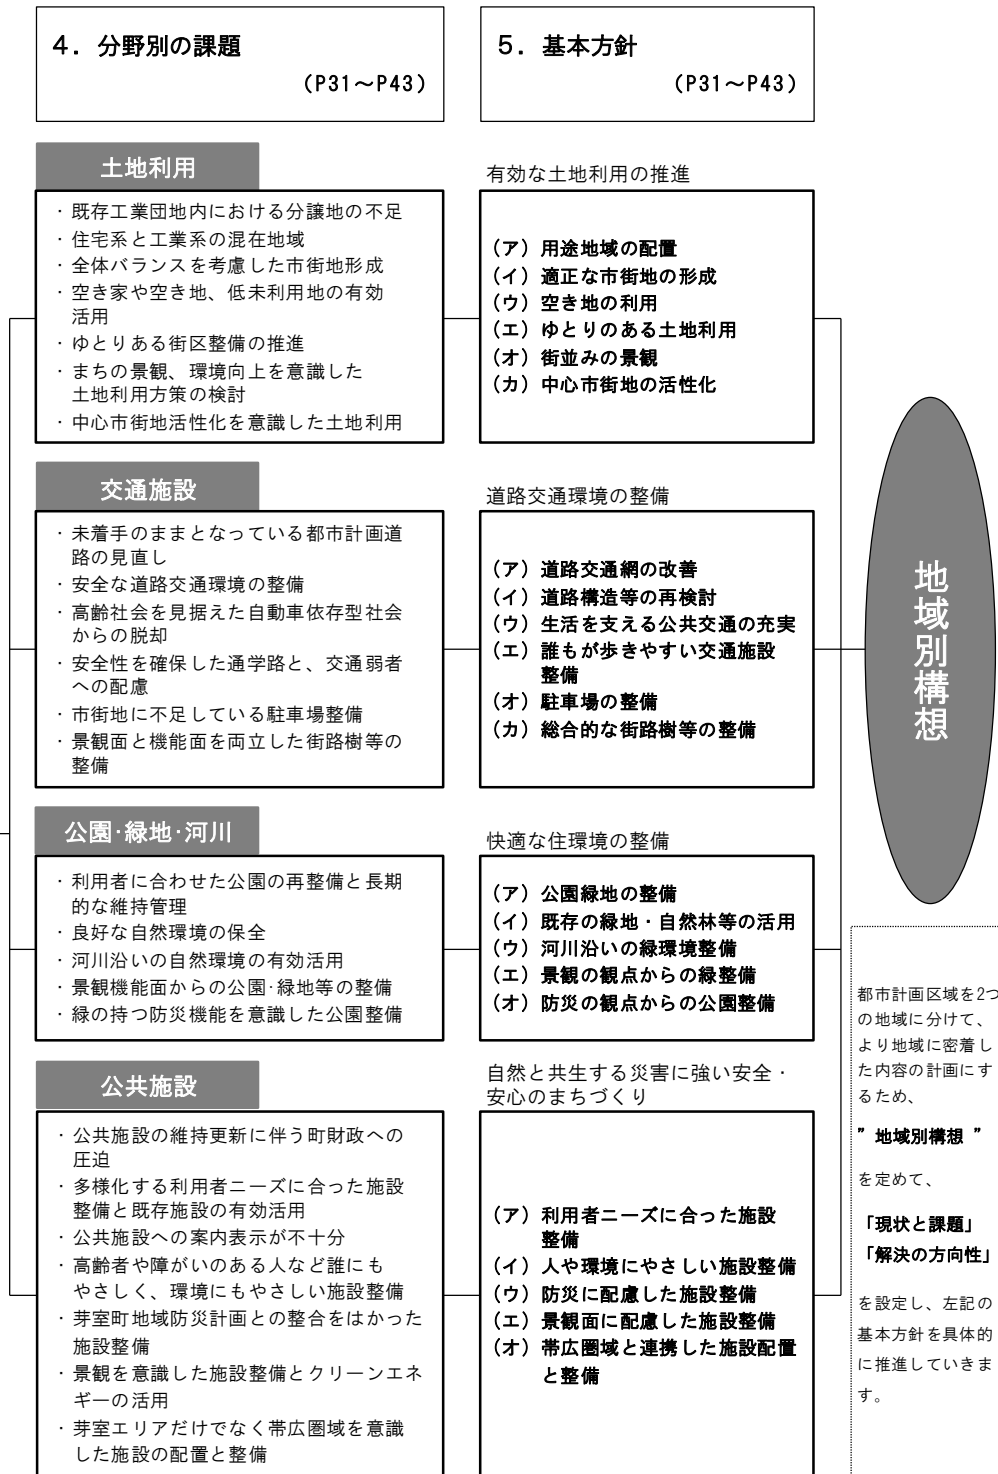 ４．分野別の課題
（P31～P43）
５．基本方針
（P31～P43）
土地利用
・既存工業団地内における分譲地の不足
・住宅系と工業系の混在地域
・全体バランスを考慮した市街地形成
・空き家や空き地、低未利用地の有効
活用
・ゆとりある街区整備の推進
・まちの景観、環境向上を意識した
土地利用方策の検討
・中心市街地活性化を意識した土地利用
有効な土地利用の推進
（ア）用途地域の配置
（イ）適正な市街地の形成
（ウ）空き地の利用
（エ）ゆとりのある土地利用
（オ）街並みの景観
（カ）中心市街地の活性化
交通施設
・未着手のままとなっている都市計画道
路の見直し
・安全な道路交通環境の整備
・高齢社会を見据えた自動車依存型社会
からの脱却
・安全性を確保した通学路と、交通弱者
への配慮
・市街地に不足している駐車場整備
・景観面と機能面を両立した街路樹等の
整備
道路交通環境の整備
（ア）道路交通網の改善
（イ）道路構造等の再検討
（ウ）生活を支える公共交通の充実
（エ）誰もが歩きやすい交通施設
整備
（オ）駐車場の整備
（カ）総合的な街路樹等の整備
公園・緑地・河川
・利用者に合わせた公園の再整備と長期
的な維持管理
・良好な自然環境の保全
・河川沿いの自然環境の有効活用
・景観機能面からの公園・緑地等の整備
・緑の持つ防災機能を意識した公園整備
快適な住環境の整備
（ア）公園緑地の整備
（イ）既存の緑地・自然林等の活用
（ウ）河川沿いの緑環境整備
（エ）景観の観点からの緑整備
（オ）防災の観点からの公園整備
公共施設
・公共施設の維持更新に伴う町財政への
圧迫
・多様化する利用者ニーズに合った施設
整備と既存施設の有効活用
・公共施設への案内表示が不十分
・高齢者や障がいのある人など誰にも
やさしく、環境にもやさしい施設整備
・芽室町地域防災計画との整合をはかった
施設整備
・景観を意識した施設整備とクリーンエネ
ギーの活用
・芽室エリアだけでなく帯広圏域を意識
した施設の配置と整備
自然と共生する災害に強い安全・
安心のまちづくり
（ア）利用者ニーズに合った施設
整備
（イ）人や環境にやさしい施設整備
（ウ）防災に配慮した施設整備
（エ）景観面に配慮した施設整備
（オ）帯広圏域と連携した施設配置
と整備
地域別構想
都市計画区域を2つ
の地域に分けて、
より地域に密着し
た内容の計画にす
るため、
”地域別構想 ”
を定めて、
「現状と課題」
「解決の方向性」
を設定し、左記の
基本方針を具体的
に推進していきま
す。